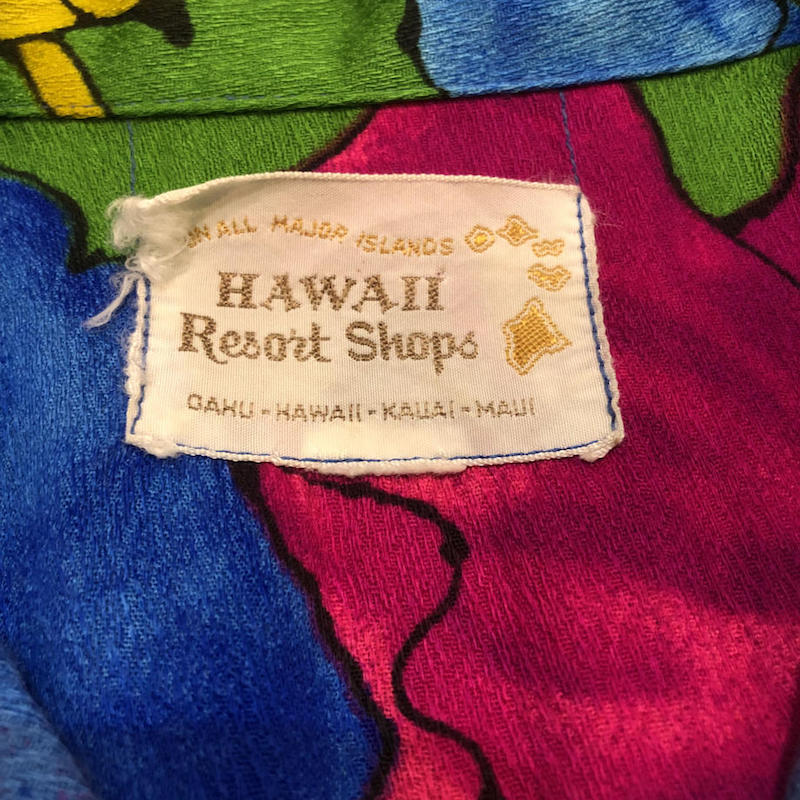 ON ALL MAJOR ISLANDS
HAWAII
Resort Shops
OAHU - HAWAII - KAUAI - MAUI